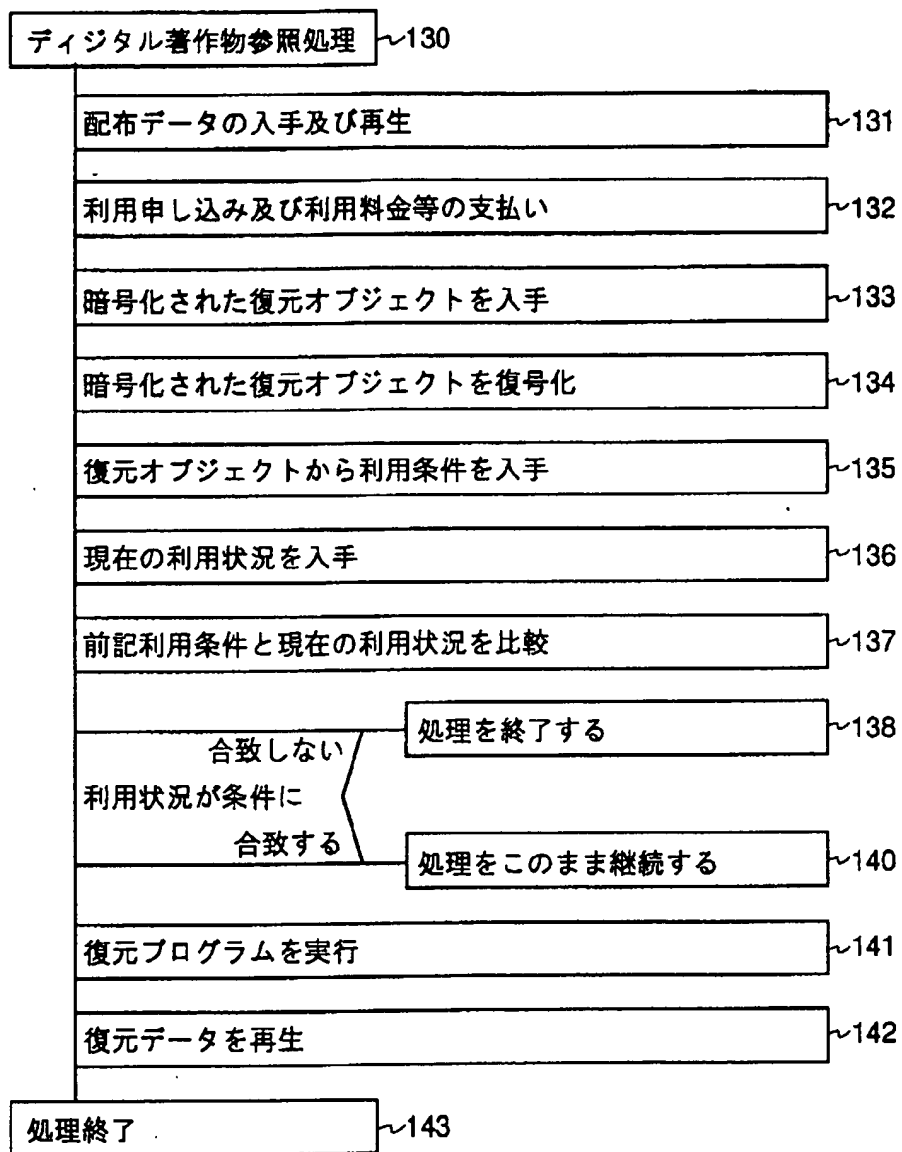 ディジタル著作物参照処理 ~130
配布データの入手及び再生 ~131
利用申し込み及び利用料金等の支払い ~132
暗号化された復元オブジェクトを入手 ~133
暗号化された復元オブジェクトを復号化 ~134
復元オブジェクトから利用条件を入手 ~135
現在の利用状況を入手 ~136
前記利用条件と現在の利用状況を比較 ~137
処理を終了する ~138
合致しない
利用状況が条件に
合致する
処理をこのまま継続する ~140
復元プログラムを実行 ~141
復元データを再生 ~142
処理終了 ~143